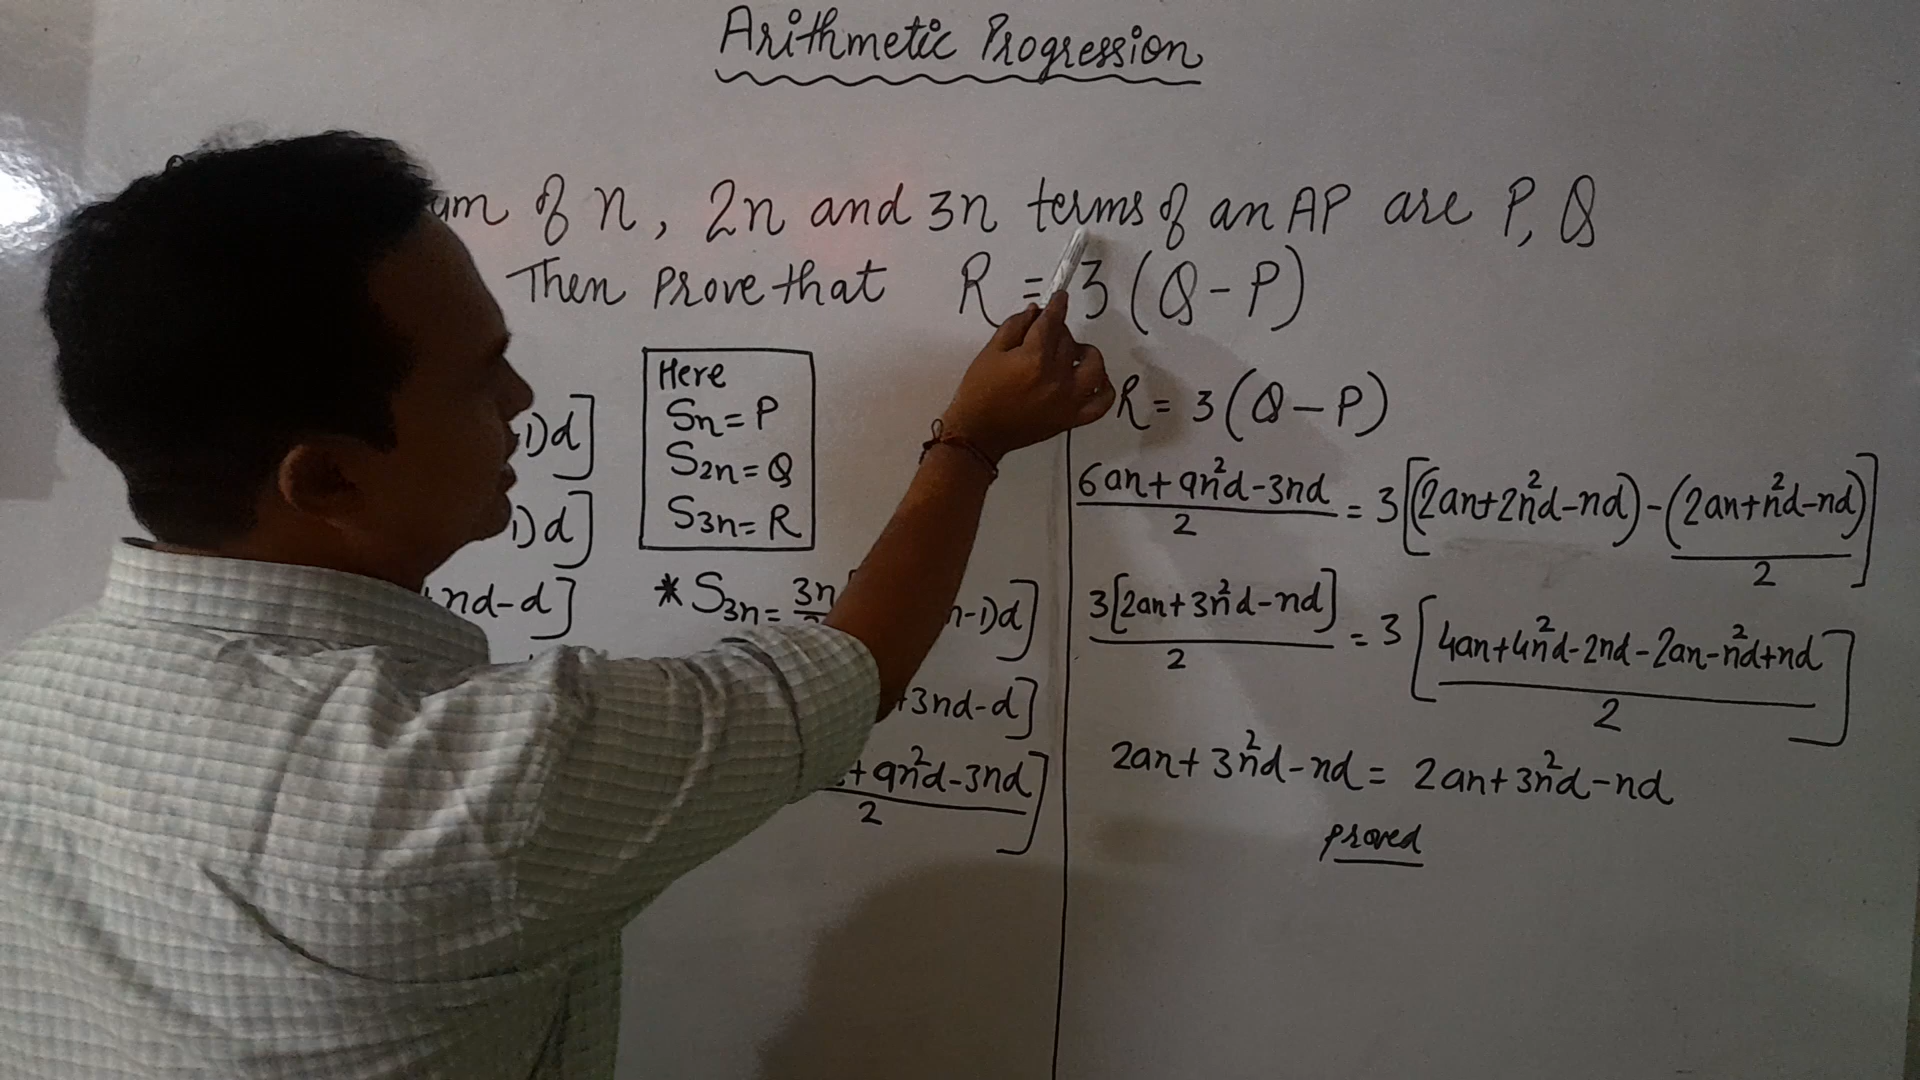 Arithmetic Progression
of n, 2n and 3n terms of an AP are P, Q
Then prove that R = 3(Q-P)
Here
Sn = P
S2n = Q
S3n = R
-1)d]
1)d]
nd-d]
* S3n = 3n
n-1)d]
+3nd-d]
+9n²d-3nd]
2
R = 3(Q-P)
6an+9n²d-3nd/2 = 3[(2an+2n²d-nd)-(2an+n²d-nd)/2]
3[2an+3n²d-nd]/2 = 3[4an+4n²d-2nd-2an-n²d+nd/2]
2an+3n²d-nd = 2an+3n²d-nd
proved